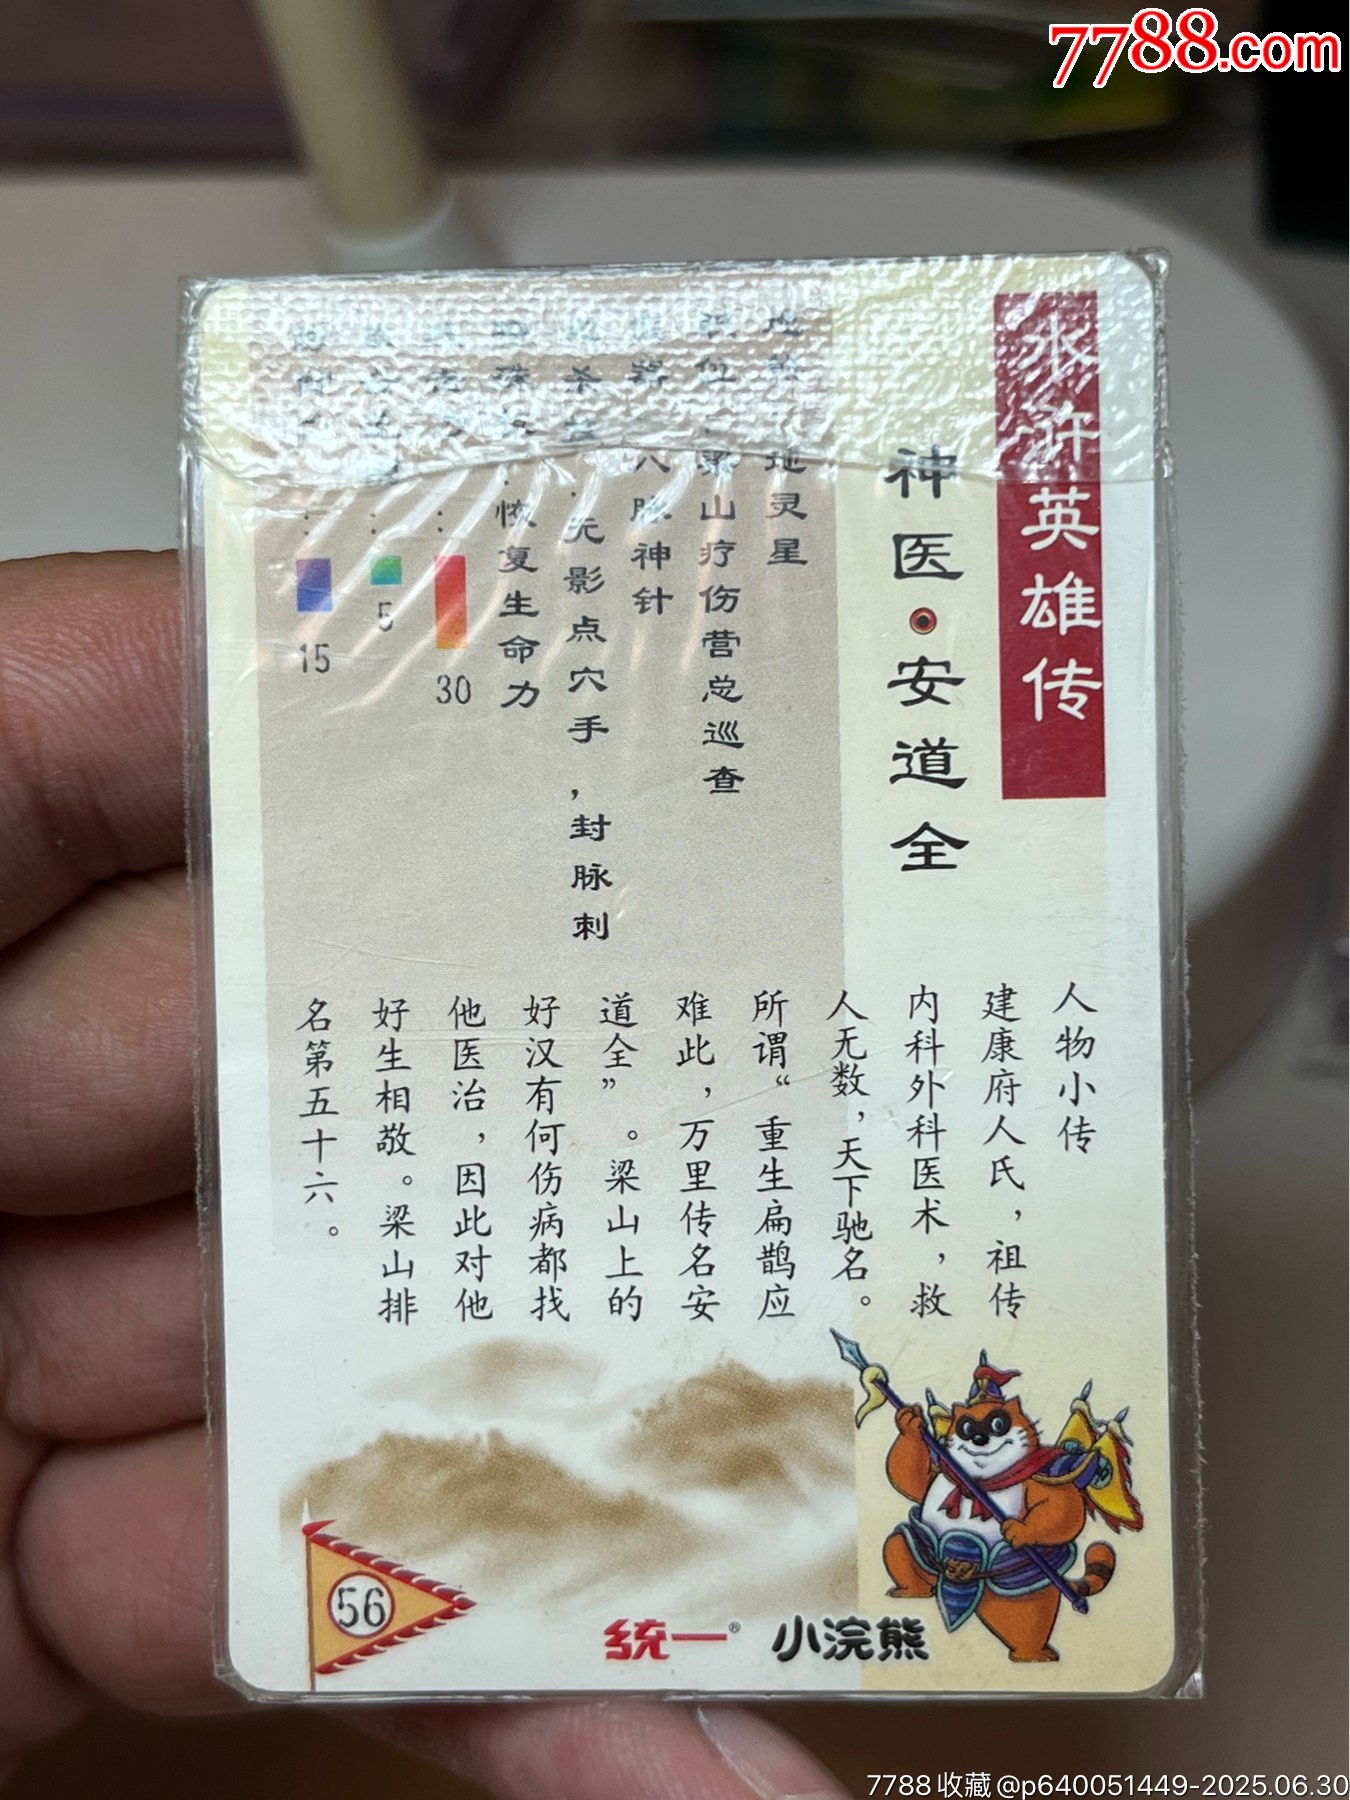 7788.com
水浒英雄传
神医·安道全
地灵星
梁山疗伤营总巡查
八脉神针
:无影点穴手,封脉刺
:恢复生命力
: 30
: 5
: 15
人物小传
建康府人氏,祖传
内科外科医术,救
人无数,天下驰名。
所谓“重生扁鹊应
难此,万里传名安
道全”。梁山上的
好汉有何伤病都找
他医治,因此对他
好生相敬。梁山排
名第五十六。
56
统一® 小浣熊
7788收藏@p640051449-2025.06.30